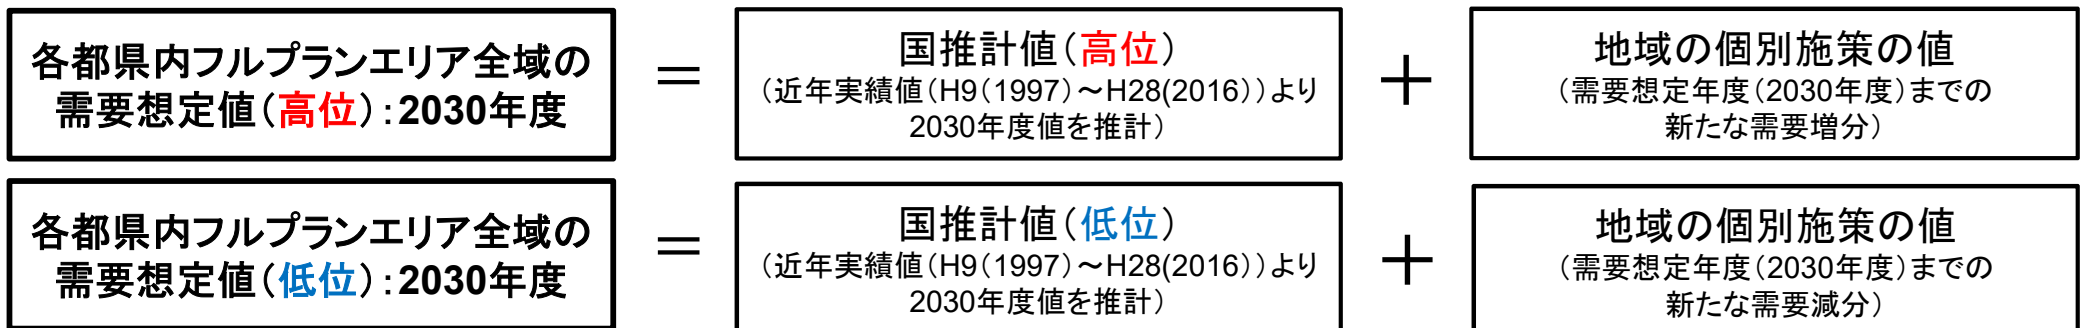 各都県内フルプランエリア全域の
需要想定値(高位):2030年度
=
国推計値(高位)
(近年実績値(H9(1997)~H28(2016))より
2030年度値を推計)
+
地域の個別施策の値
(需要想定年度(2030年度)までの
新たな需要増分)
各都県内フルプランエリア全域の
需要想定値(低位):2030年度
=
国推計値(低位)
(近年実績値(H9(1997)~H28(2016))より
2030年度値を推計)
+
地域の個別施策の値
(需要想定年度(2030年度)までの
新たな需要減分)